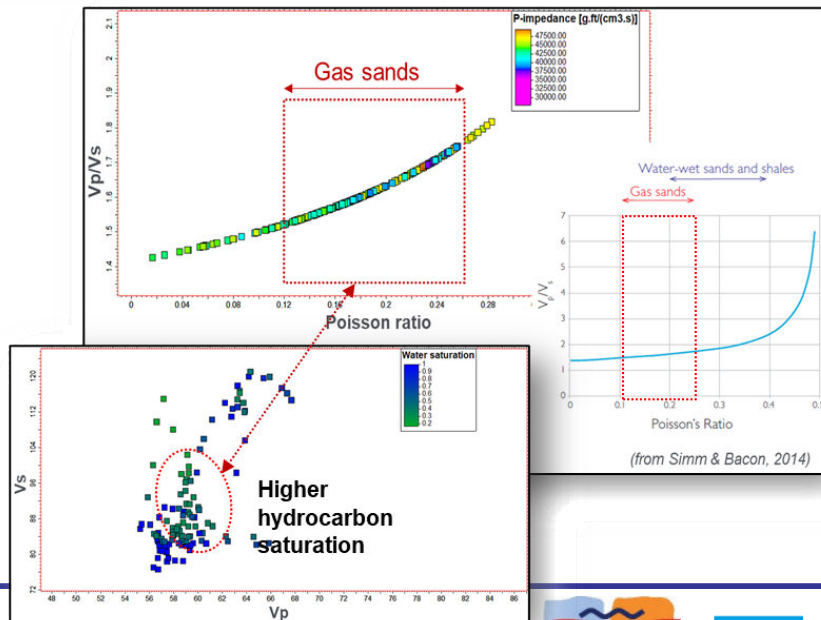 P-impedance [g.ft/(cm3.s)]
47500.00
45000.00
42500.00
40000.00
37500.00
35000.00
32500.00
30000.00
Gas sands
Vp/Vs
2.1
2
1.9
1.8
1.7
1.6
1.5
1.4
0 0.04 0.08 0.12 0.16 0.2 0.24 0.28
Poisson ratio
Water-wet sands and shales
Gas sands
Vp/Vs
7
6
5
4
3
2
1
0
0 0.1 0.2 0.3 0.4 0.5
Poisson's Ratio
(from Simm & Bacon, 2014)
Water saturation
1
0.9
0.8
0.7
0.6
0.5
0.4
0.3
0.2
Vs
120
112
104
96
88
80
72
Higher
hydrocarbon
saturation
48 50 52 54 56 58 60 62 64 66 68 70 72 74 76 78 80 82 84 86
Vp